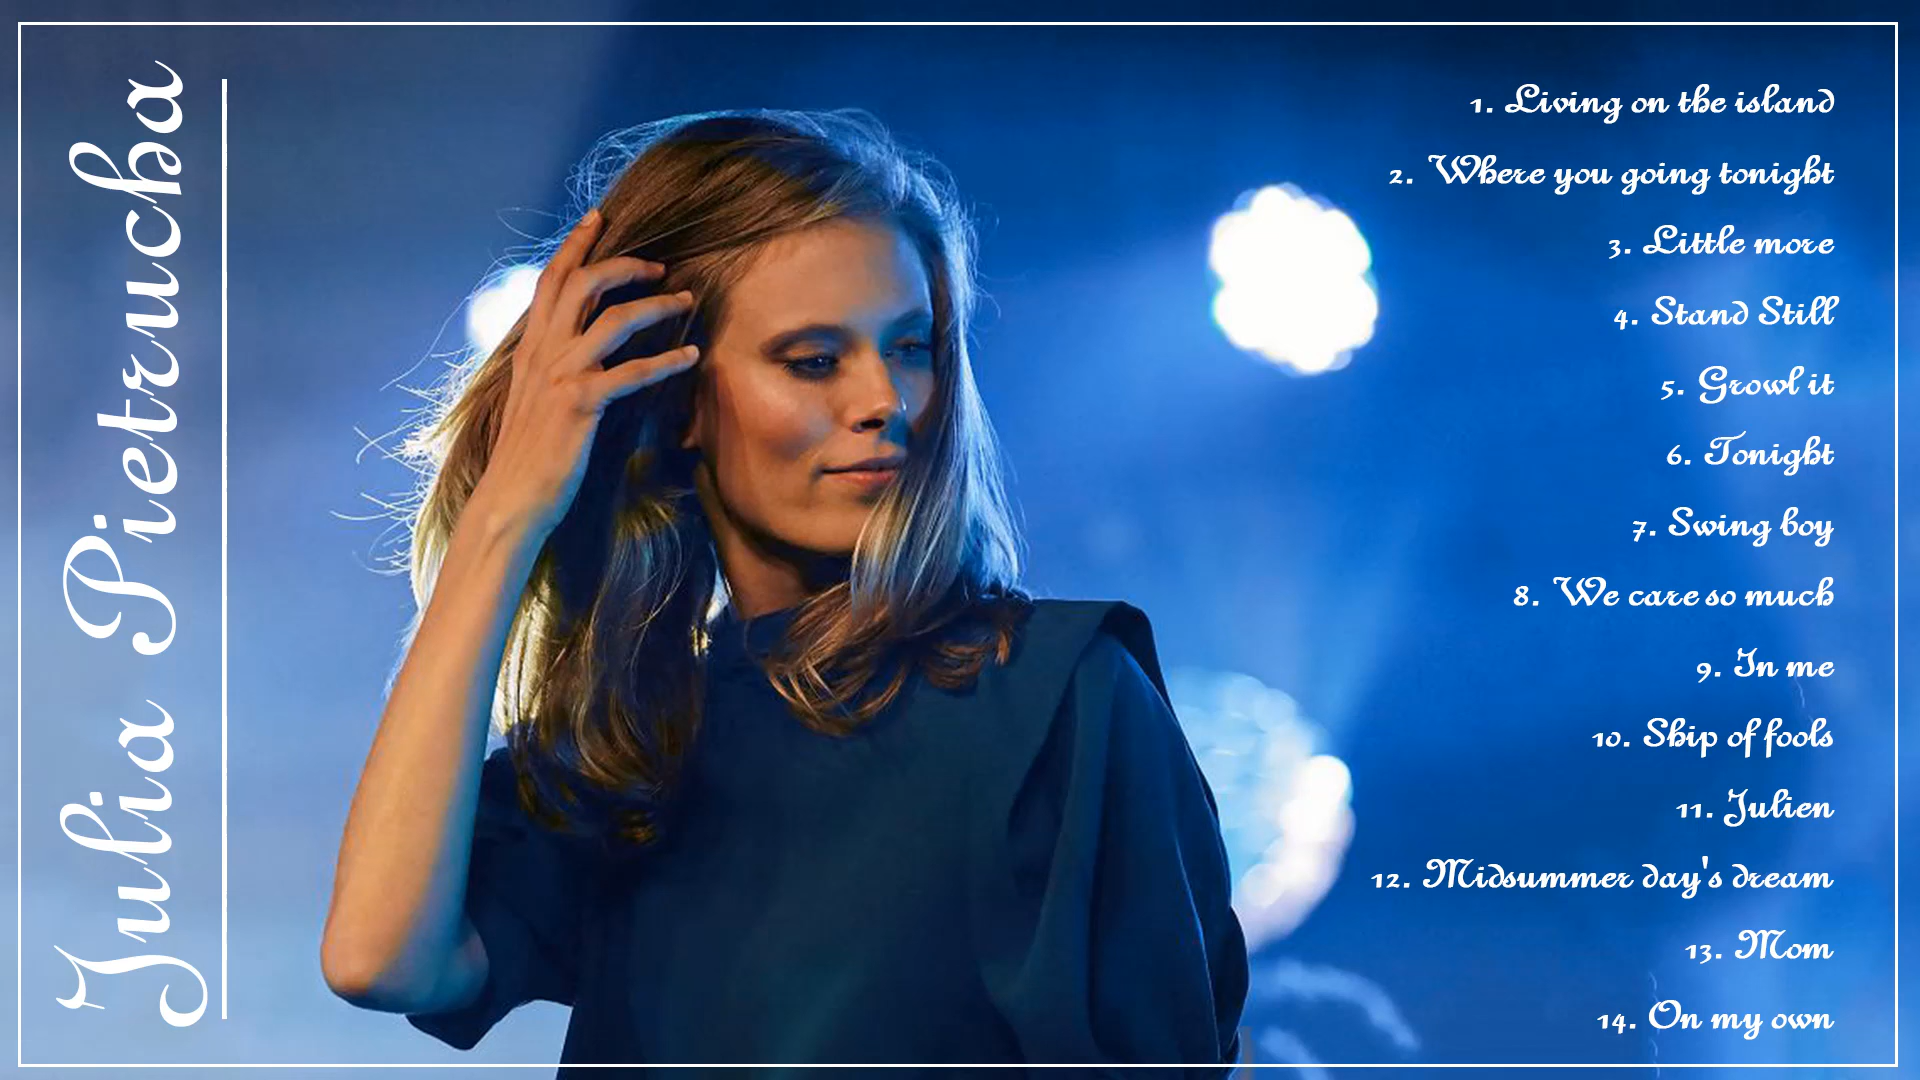 Julia Pietrucha
1. Living on the island
2. Where you going tonight
3. Little more
4. Stand Still
5. Growl it
6. Tonight
7. Swing boy
8. We care so much
9. In me
10. Ship of fools
11. Julien
12. Midsummer day's dream
13. Mom
14. On my own